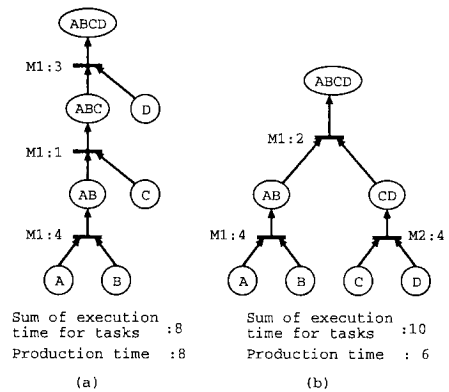 ABCD
M1:3
ABC
D
M1:1
AB
C
M1:4
A
B
Sum of execution
time for tasks :8
Production time :8
(a)
ABCD
M1:2
AB
CD
M1:4
M2:4
A
B
C
D
Sum of execution
time for tasks :10
Production time : 6
(b)